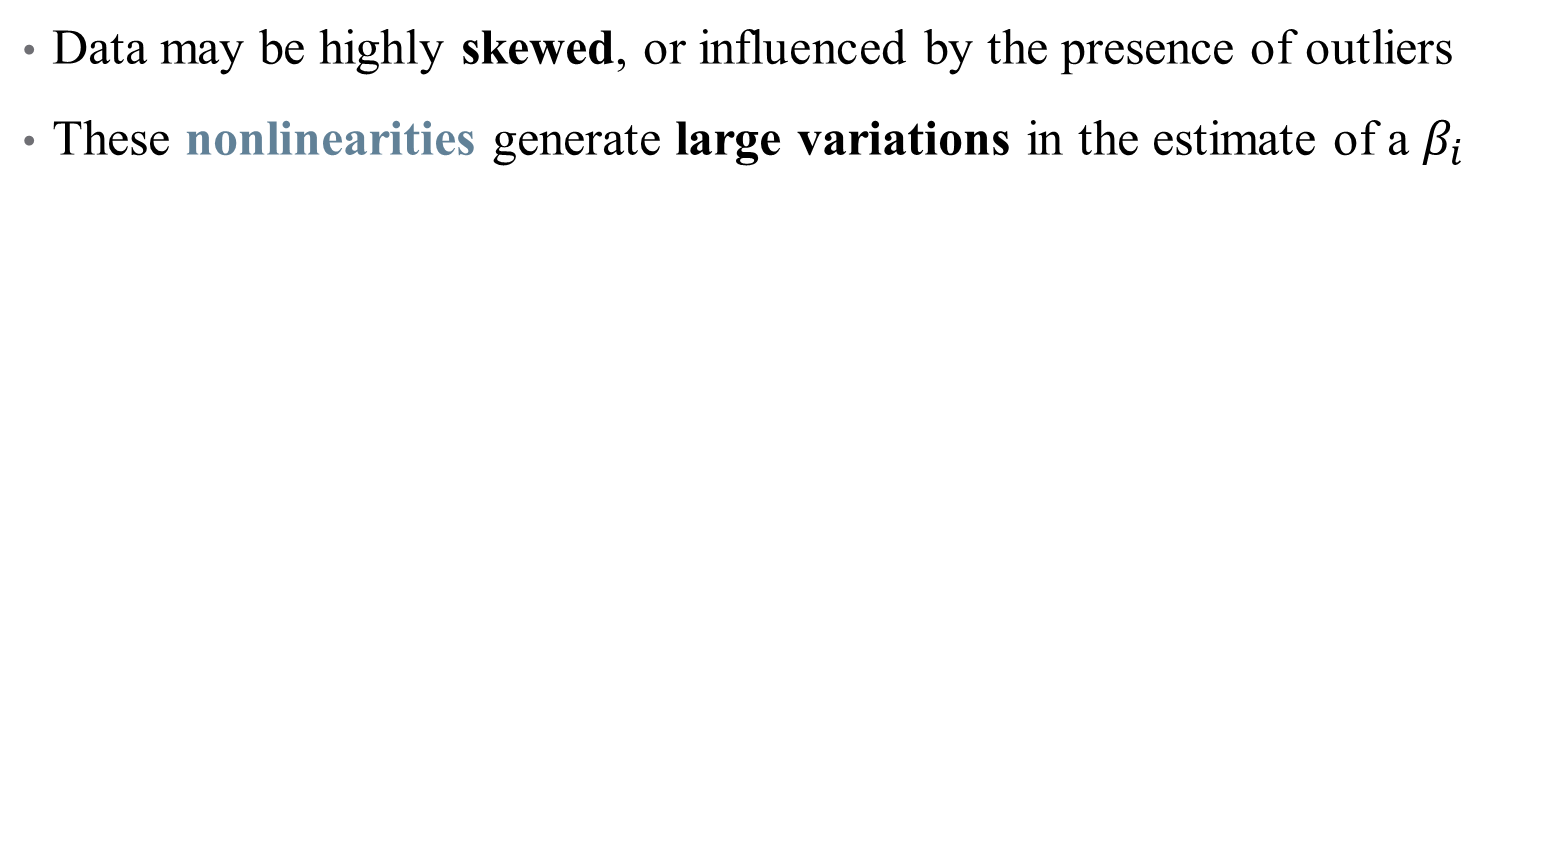 • Data may be highly skewed, or influenced by the presence of outliers
• These nonlinearities generate large variations in the estimate of a βᵢ